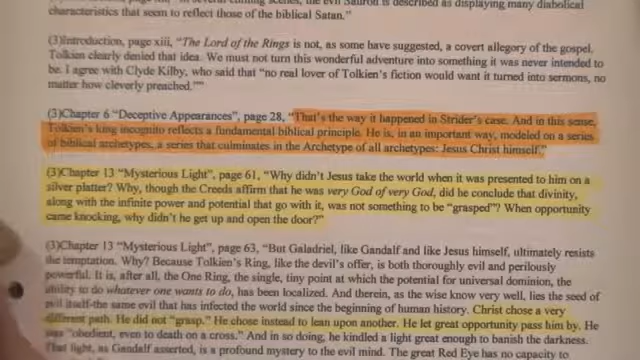 coming scenes, the evil Sauron is described as displaying many diabolical
characteristics that seem to reflect those of the biblical Satan."
(3)Introduction, page xiii, "The Lord of the Rings is not, as some have suggested, a covert allegory of the gospel.
Tolkien clearly denied that idea. We must not turn this wonderful adventure into something it was never intended to
be. I agree with Clyde Kilby, who said that "no real lover of Tolkien's fiction would want it turned into sermons, no
matter how cleverly preached.""
(3)Chapter 6 "Deceptive Appearances", page 28, "That's the way it happened in Strider's case. And in this sense,
Tolkien's king incognito reflects a fundamental biblical principle. He is, in an important way, modeled on a series
of biblical archetypes, a series that culminates in the Archetype of all archetypes: Jesus Christ himself."
(3)Chapter 13 "Mysterious Light", page 61, "Why didn't Jesus take the world when it was presented to him on a
silver platter? Why, though the Creeds affirm that he was very God of very God, did he conclude that divinity,
along with the infinite power and potential that go with it, was not something to be "grasped"? When opportunity
came knocking, why didn't he get up and open the door?"
(3)Chapter 13 "Mysterious Light", page 63, "But Galadriel, like Gandalf and like Jesus himself, ultimately resists
the temptation. Why? Because Tolkien's Ring, like the devil's offer, is both thoroughly evil and perilously
powerful. It is, after all, the One Ring, the single, tiny point at which the potential for universal dominion, the
ability to do whatever one wants to do, has been localized. And therein, as the wise know very well, lies the seed of
evil itself-the same evil that has infected the world since the beginning of human history. Christ chose a very
different path. He did not "grasp." He chose instead to lean upon another. He let great opportunity pass him by. He
was "obedient, even to death on a cross." And in so doing, he kindled a light great enough to banish the darkness.
That light, as Gandalf asserted, is a profound mystery to the evil mind. The great Red Eye has no capacity to